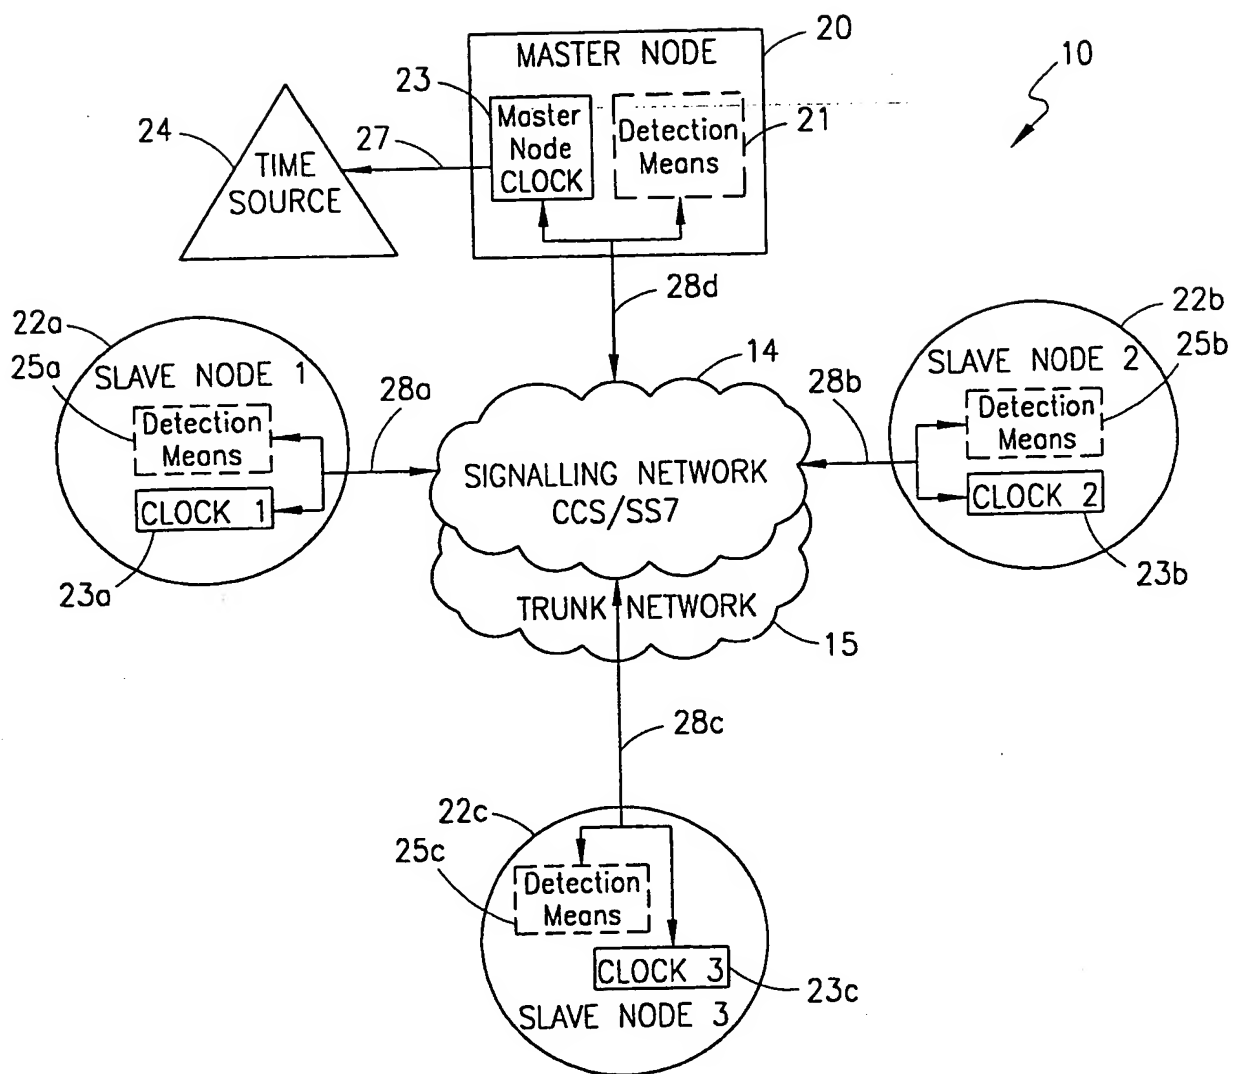 MASTER NODE
20
10
23
Master
Node
CLOCK
Detection
Means
21
24
27
TIME
SOURCE
28d
22a
25a
SLAVE NODE 1
Detection
Means
CLOCK 1
23a
28a
14
SIGNALLING NETWORK
CCS/SS7
TRUNK NETWORK
15
28b
22b
SLAVE NODE 2
25b
Detection
Means
CLOCK 2
23b
28c
22c
25c
Detection
Means
CLOCK 3
23c
SLAVE NODE 3